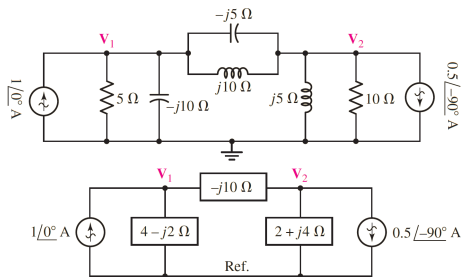 −j5 Ω
V₁
V₂
j10 Ω
1/0° A
5 Ω
−j10 Ω
j5 Ω
10 Ω
0.5/−90° A
V₁
V₂
−j10 Ω
1/0° A
4 − j2 Ω
2 + j4 Ω
0.5/−90° A
Ref.